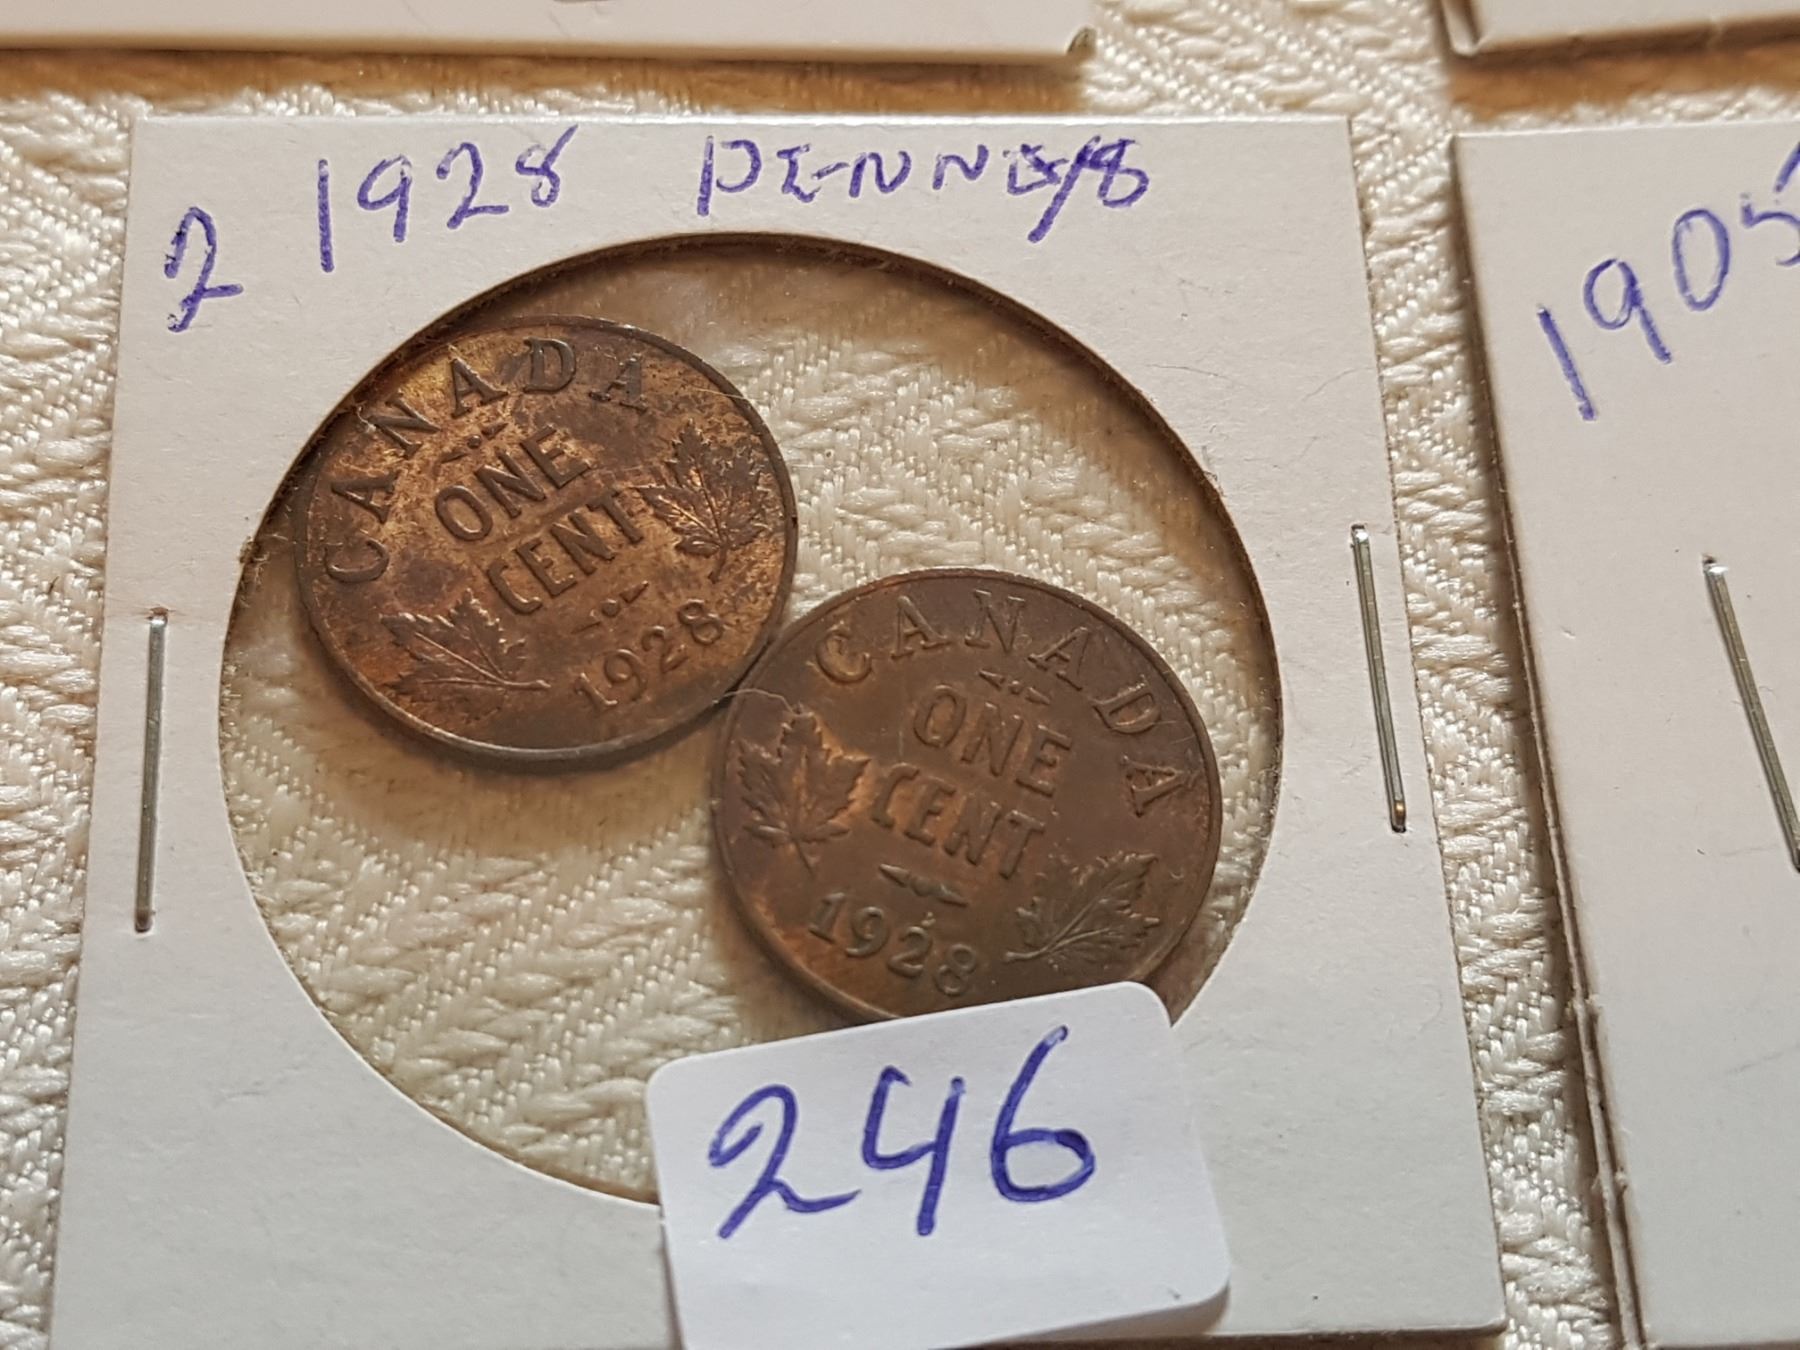 2 1928 PENNYS
1905
CANADA
ONE
CENT
1928
CANADA
ONE
CENT
1928
246